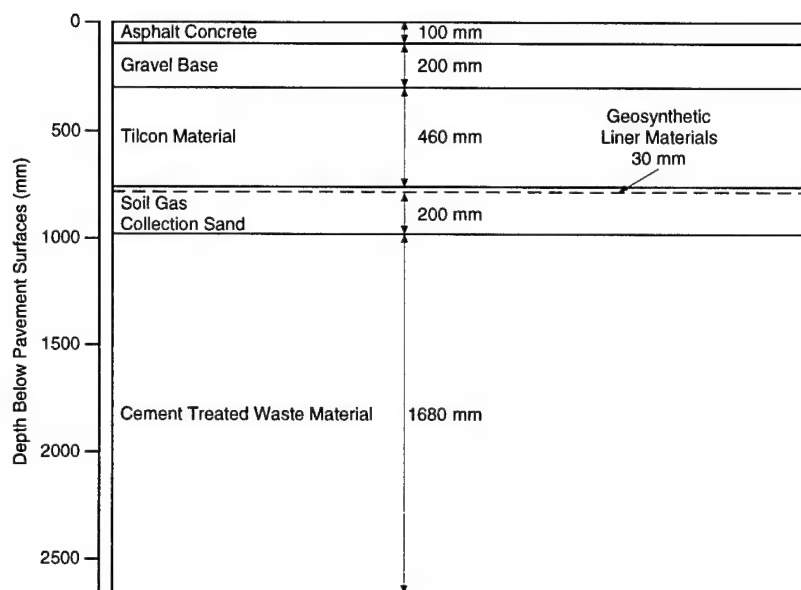 0
Asphalt Concrete
100 mm
Gravel Base
200 mm
500
Tilcon Material
460 mm
Geosynthetic
Liner Materials
30 mm
Soil Gas
Collection Sand
200 mm
1000
1500
Cement Treated Waste Material
1680 mm
2000
2500
Depth Below Pavement Surfaces (mm)